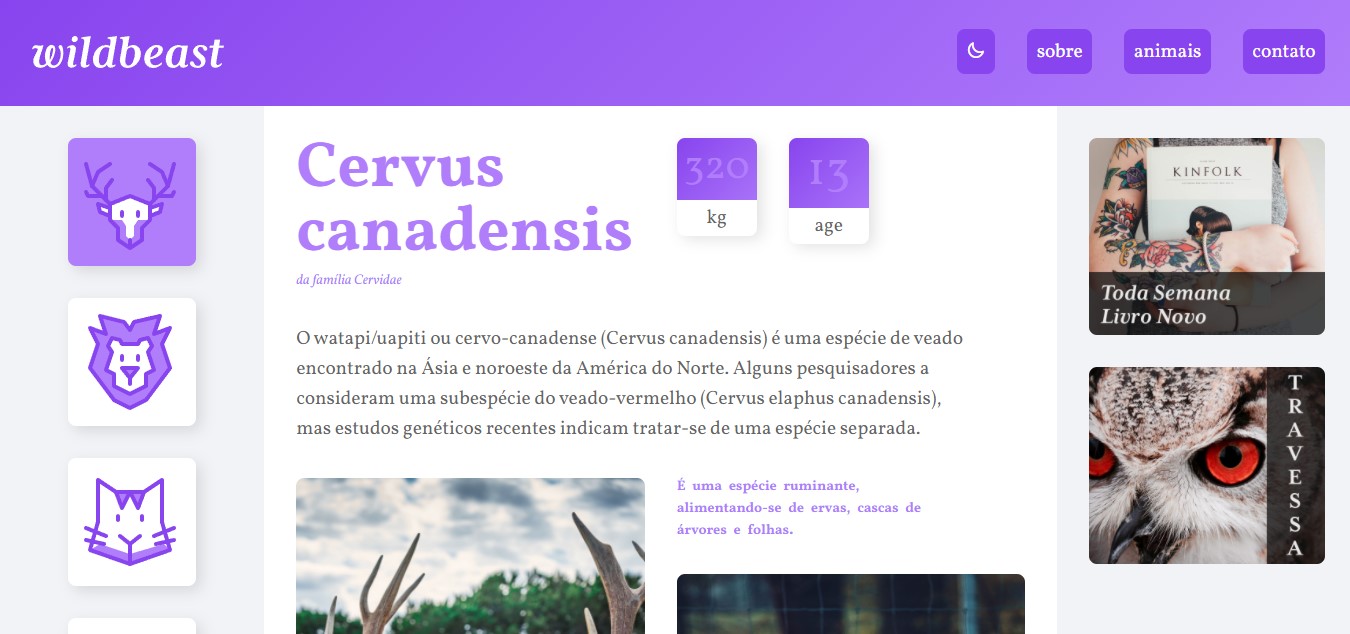 wildbeast
sobre
animais
contato
Cervus
canadensis
da família Cervidae
320
kg
13
age
O watapi/uapiti ou cervo-canadense (Cervus canadensis) é uma espécie de veado
encontrado na Ásia e noroeste da América do Norte. Alguns pesquisadores a
consideram uma subespécie do veado-vermelho (Cervus elaphus canadensis),
mas estudos genéticos recentes indicam tratar-se de uma espécie separada.
É uma espécie ruminante,
alimentando-se de ervas, cascas de
árvores e folhas.
KINFOLK
Toda Semana
Livro Novo
TRAVESSA